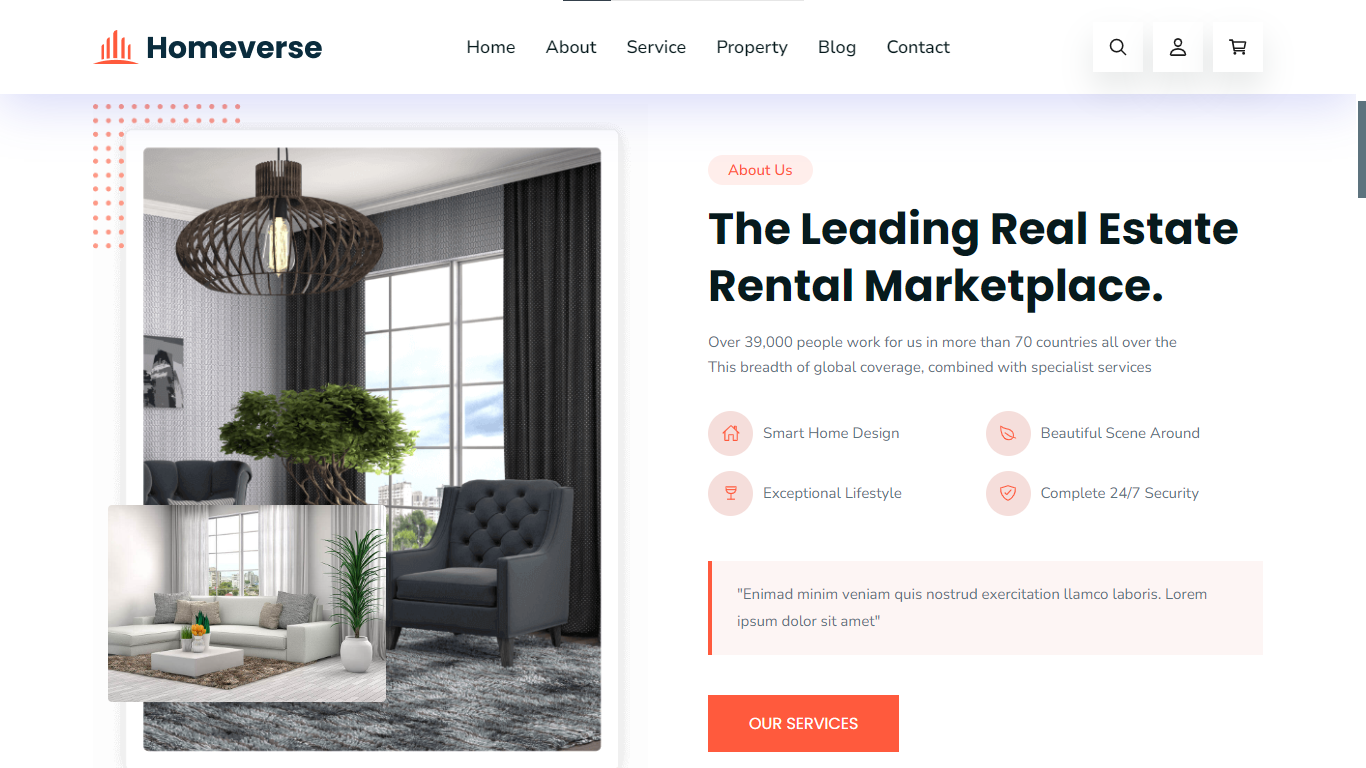 Homeverse
Home
About
Service
Property
Blog
Contact
About Us
The Leading Real Estate
Rental Marketplace.
Over 39,000 people work for us in more than 70 countries all over the
This breadth of global coverage, combined with specialist services
Smart Home Design
Beautiful Scene Around
Exceptional Lifestyle
Complete 24/7 Security
"Enimad minim veniam quis nostrud exercitation llamco laboris. Lorem
ipsum dolor sit amet"
OUR SERVICES